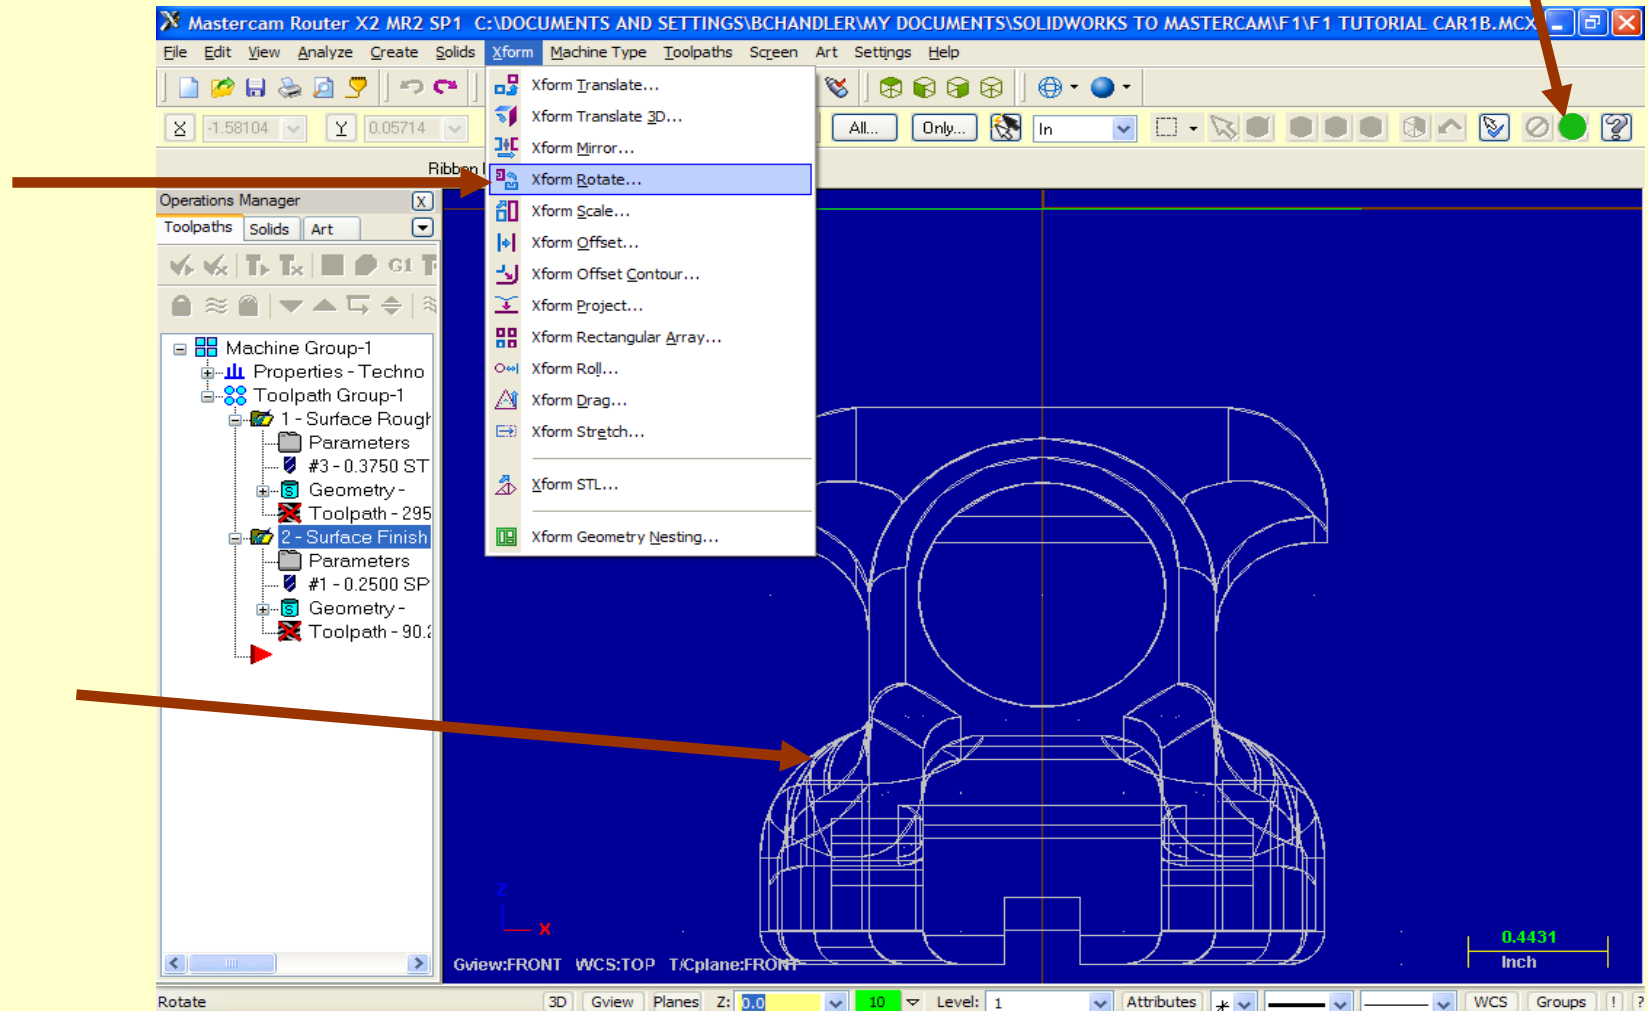 Mastercam Router X2 MR2 SP1 C:\DOCUMENTS AND SETTINGS\BCHANDLER\MY DOCUMENTS\SOLIDWORKS TO MASTERCAM\F1\F1 TUTORIAL CAR1B.MCX
File Edit View Analyze Create Solids Xform Machine Type Toolpaths Screen Art Settings Help
X -1.58104 Y 0.05714 All... Only... In
Ribbon
Xform Translate...
Xform Translate 3D...
Xform Mirror...
Xform Rotate...
Xform Scale...
Xform Offset...
Xform Offset Contour...
Xform Project...
Xform Rectangular Array...
Xform Roll...
Xform Drag...
Xform Stretch...
Xform STL...
Xform Geometry Nesting...
Operations Manager X
Toolpaths Solids Art
G1
Machine Group-1
Properties - Techno
Toolpath Group-1
1 - Surface Rough
Parameters
#3 - 0.3750 ST
Geometry -
Toolpath - 295
2 - Surface Finish
Parameters
#1 - 0.2500 SP
Geometry -
Toolpath - 90.2
Z
X
0.4431
Inch
Gview:FRONT WCS:TOP T/Cplane:FRONT
Rotate 3D Gview Planes Z: 0.0 10 Level: 1 Attributes WCS Groups ! ?